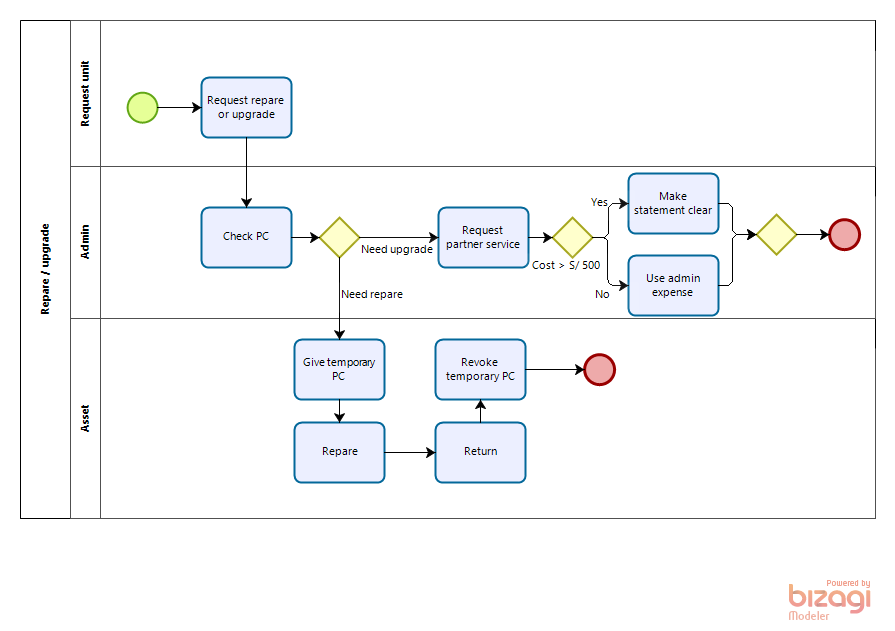 Repare / upgrade
Request unit
Request repare
or upgrade
Admin
Check PC
Need upgrade
Need repare
Request
partner service
Cost > S/ 500
Yes
No
Make
statement clear
Use admin
expense
Asset
Give temporary
PC
Repare
Return
Revoke
temporary PC
Powered by
bizagi
Modeler